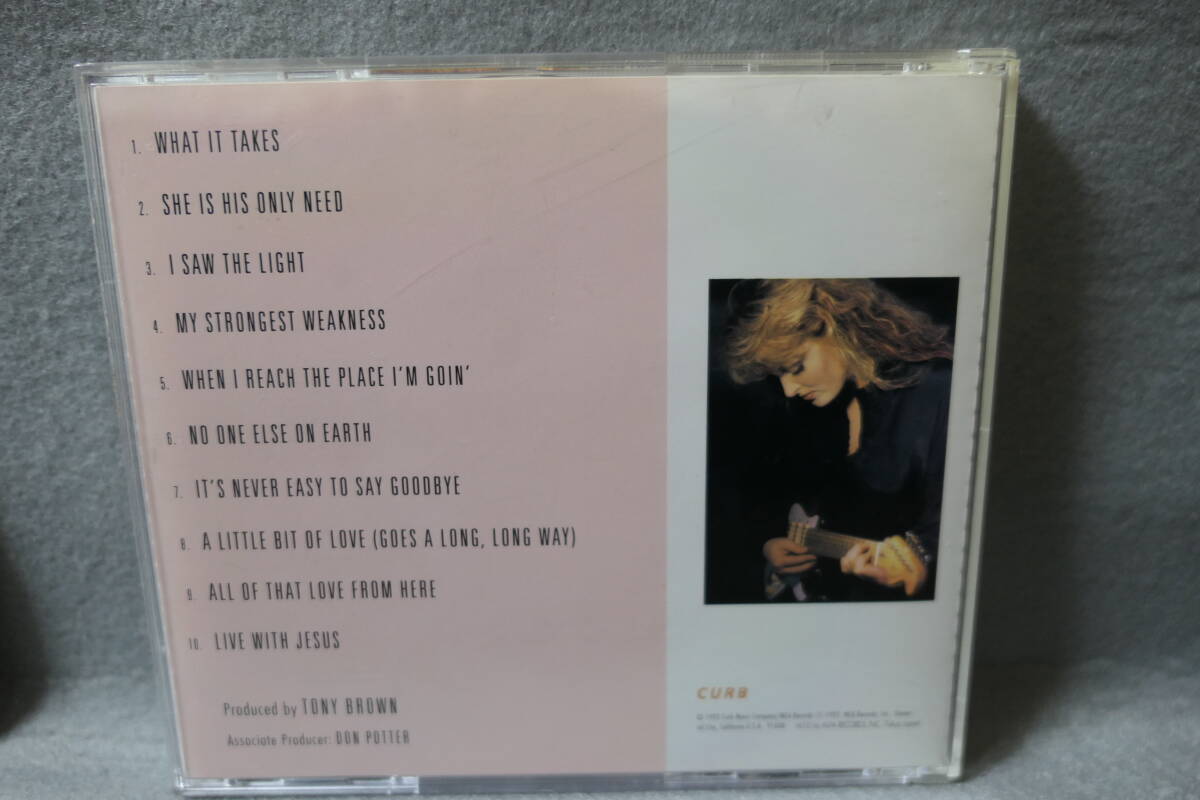 1. WHAT IT TAKES
2. SHE IS HIS ONLY NEED
3. I SAW THE LIGHT
4. MY STRONGEST WEAKNESS
5. WHEN I REACH THE PLACE I'M GOIN'
6. NO ONE ELSE ON EARTH
7. IT'S NEVER EASY TO SAY GOODBYE
8. A LITTLE BIT OF LOVE (GOES A LONG, LONG WAY)
9. ALL OF THAT LOVE FROM HERE
10. LIVE WITH JESUS
Produced by TONY BROWN
Associate Producer: DON POTTER
CURB